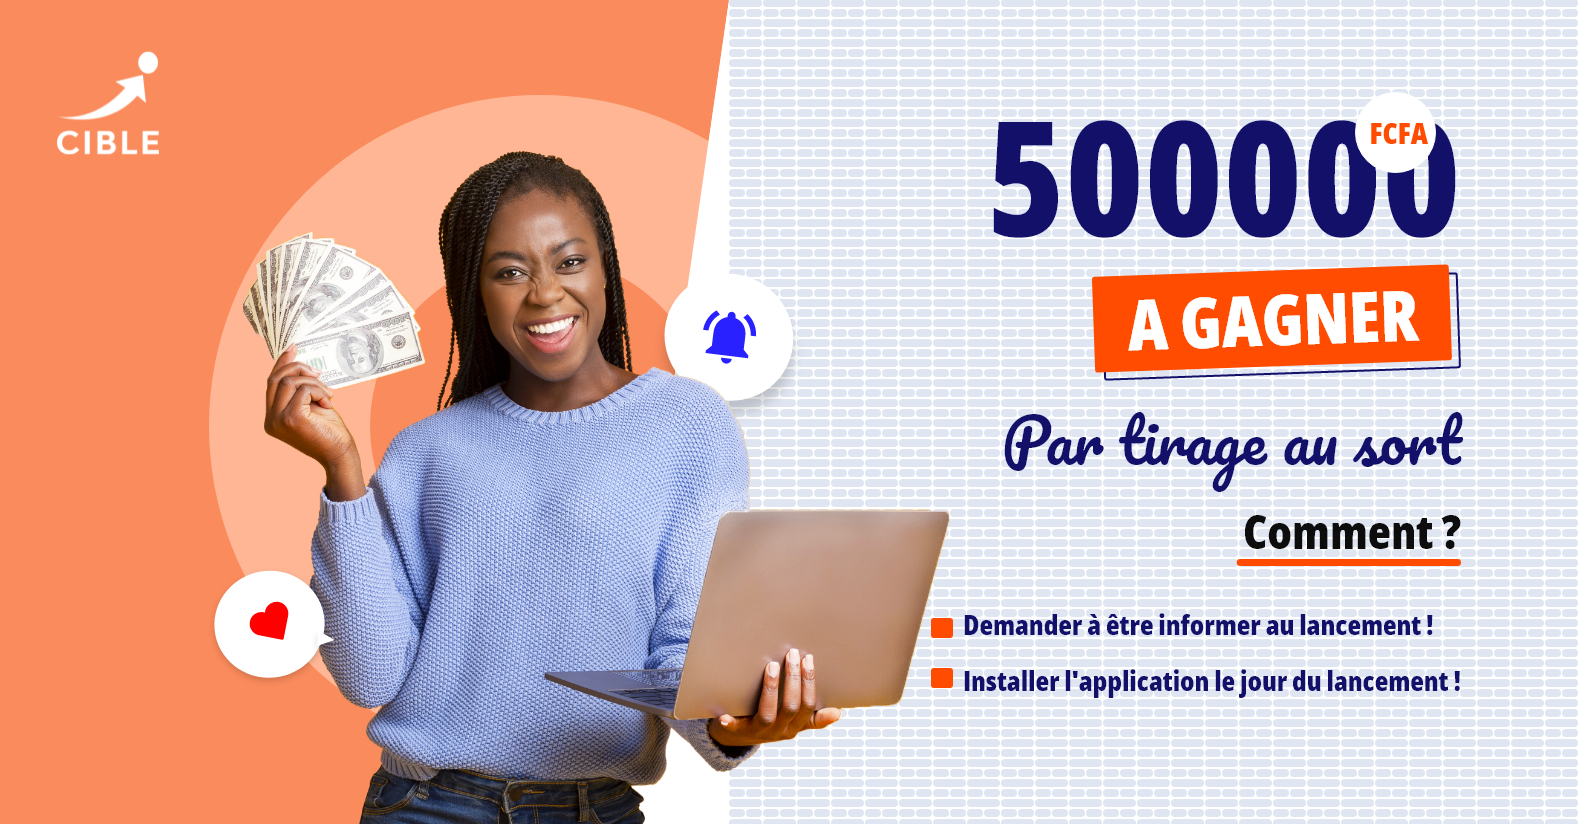 CIBLE
500000
FCFA
A GAGNER
Par tirage au sort
Comment ?
Demander à être informer au lancement !
Installer l'application le jour du lancement !